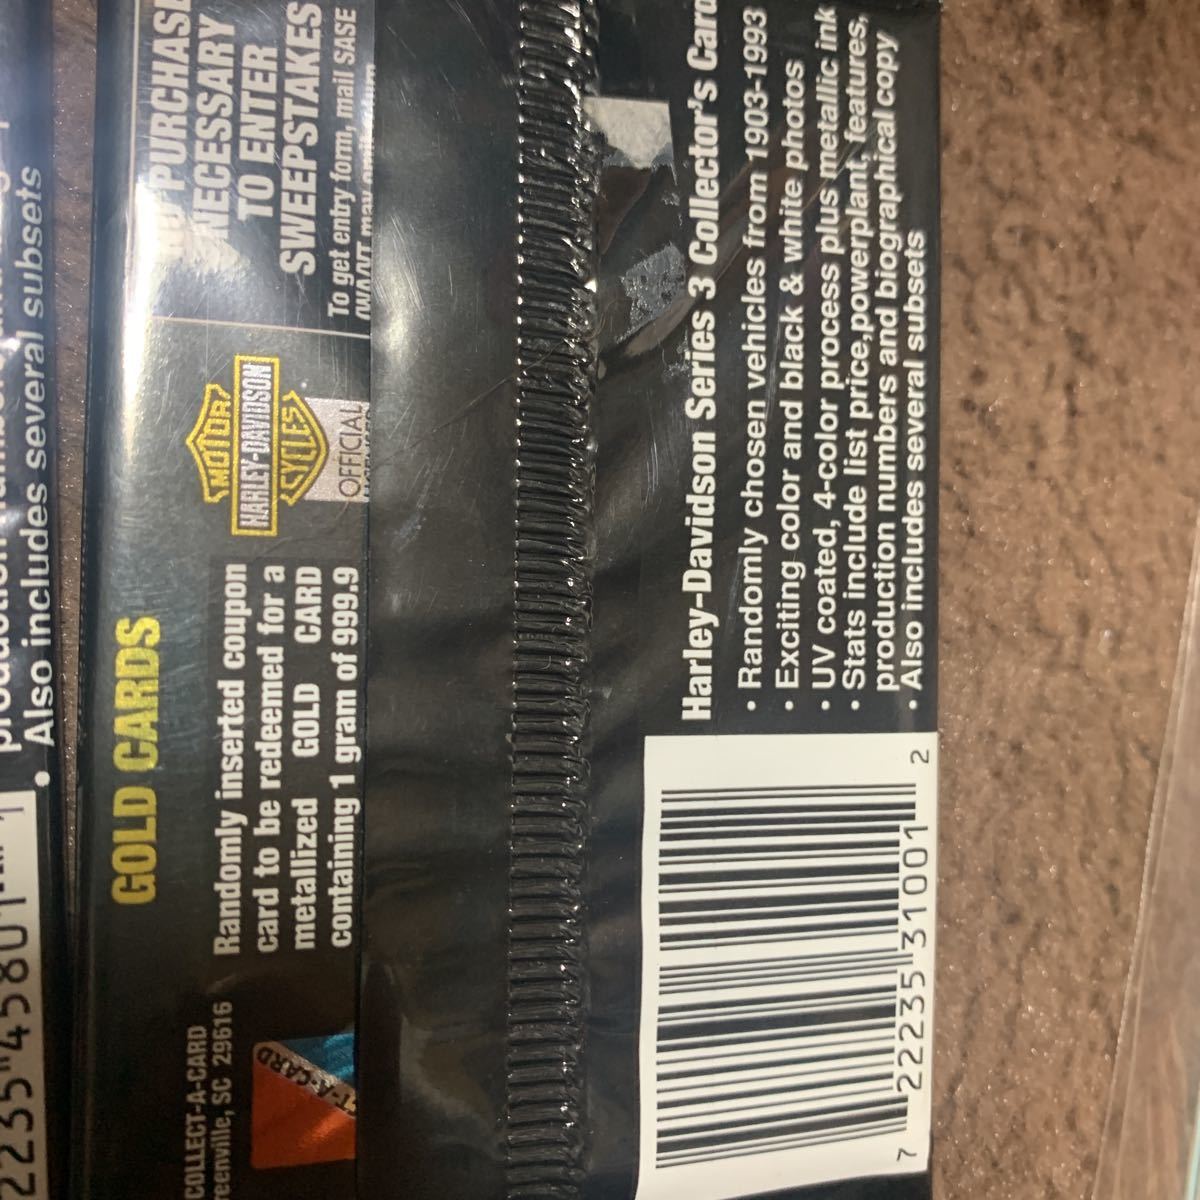 Also includes several subsets
GOLD CARDS
Randomly inserted coupon
card to be redeemed for a
metallized GOLD CARD
containing 1 gram of 999.9
MOTOR
HARLEY-DAVIDSON
CYCLES
OFFICIAL
PURCHASE
NECESSARY
TO ENTER
SWEEPSTAKES
To get entry form, mail SASE
COLLECT-A-CARD
reenville, SC 29616
T-A-CARD
Harley-Davidson Series 3 Collector's Card
• Randomly chosen vehicles from 1903-1993
• Exciting color and black & white photos
• UV coated, 4-color process plus metallic ink
• Stats include list price, powerplant, features,
production numbers and biographical copy
• Also includes several subsets
7 22235 31001 2